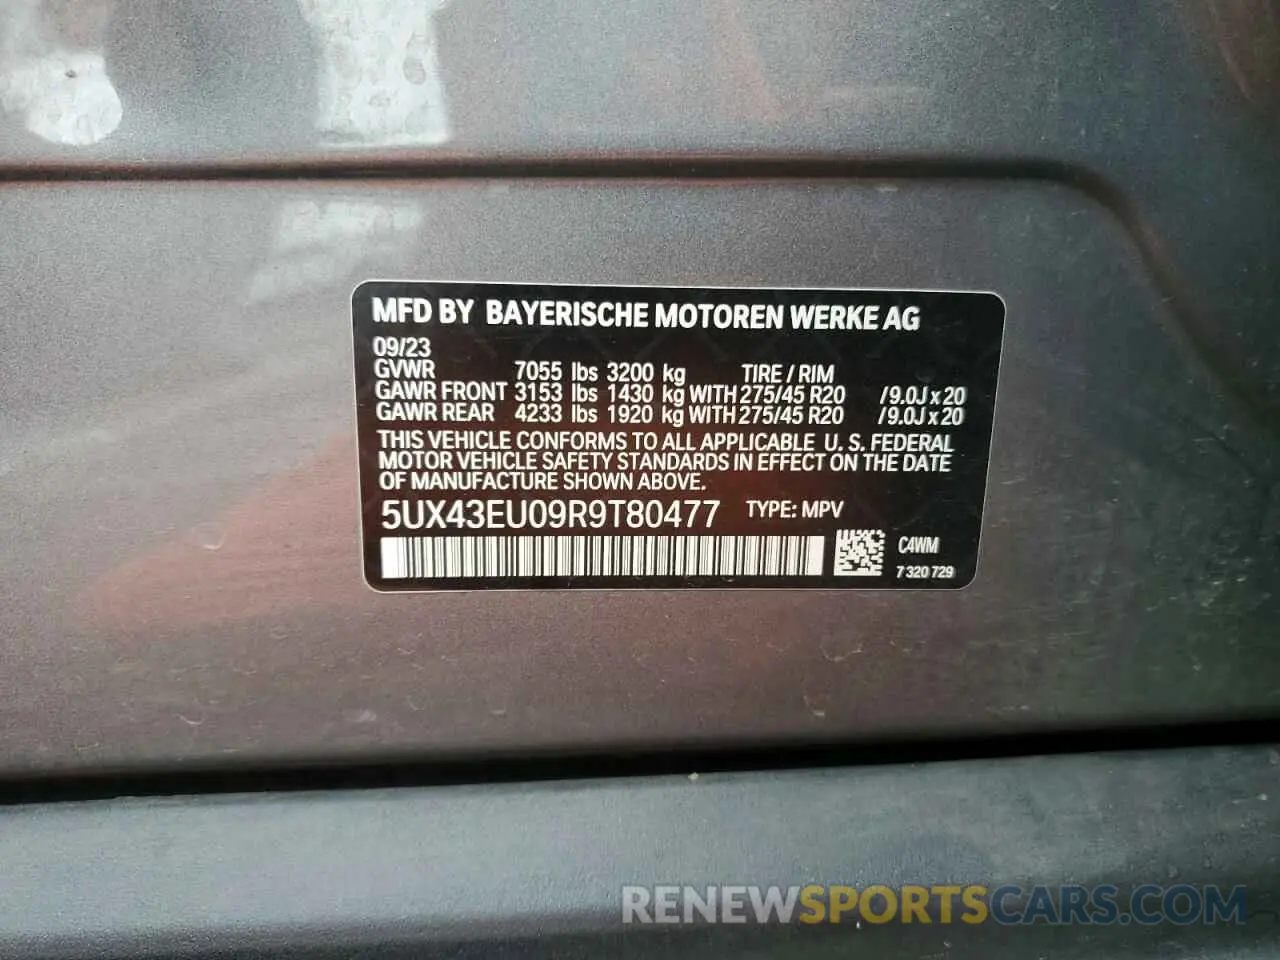 MFD BY BAYERISCHE MOTOREN WERKE AG
09/23
GVWR 7055 lbs 3200 kg TIRE / RIM
GAWR FRONT 3153 lbs 1430 kg WITH 275/45 R20 / 9.0J x 20
GAWR REAR 4233 lbs 1920 kg WITH 275/45 R20 / 9.0J x 20
THIS VEHICLE CONFORMS TO ALL APPLICABLE U. S. FEDERAL
MOTOR VEHICLE SAFETY STANDARDS IN EFFECT ON THE DATE
OF MANUFACTURE SHOWN ABOVE.
5UX43EU09R9T80477 TYPE: MPV
C4WM
7 320 729
RENEWSPORTSCARS.COM